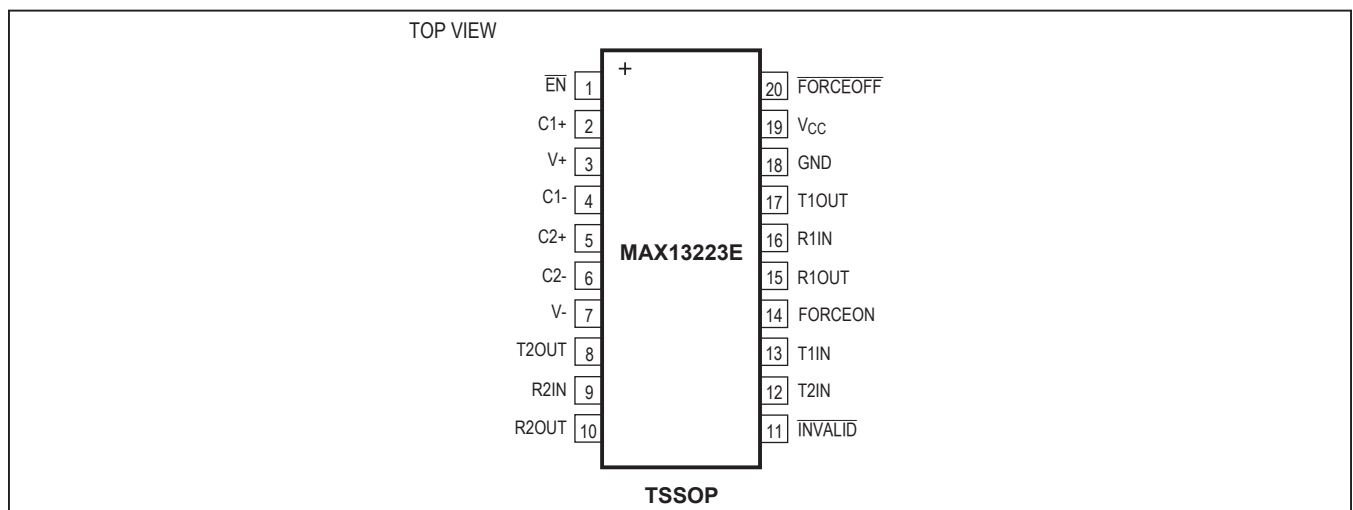 TOP VIEW
+
EN 1 20 FORCEOFF
C1+ 2 19 VCC
V+ 3 18 GND
C1- 4 17 T1OUT
C2+ 5 16 R1IN
MAX13223E
C2- 6 15 R1OUT
V- 7 14 FORCEON
T2OUT 8 13 T1IN
R2IN 9 12 T2IN
R2OUT 10 11 INVALID
TSSOP